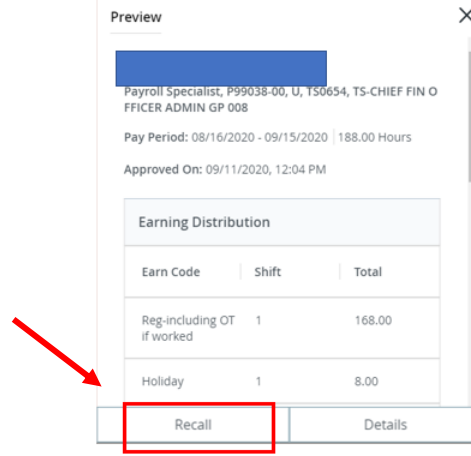 Preview
Payroll Specialist, P99038-00, U, TS0654, TS-CHIEF FIN O
FFICER ADMIN GP 008
Pay Period: 08/16/2020 - 09/15/2020 | 188.00 Hours
Approved On: 09/11/2020, 12:04 PM
Earning Distribution
Earn Code Shift Total
Reg-including OT 1 168.00
if worked
Holiday 1 8.00
Recall Details